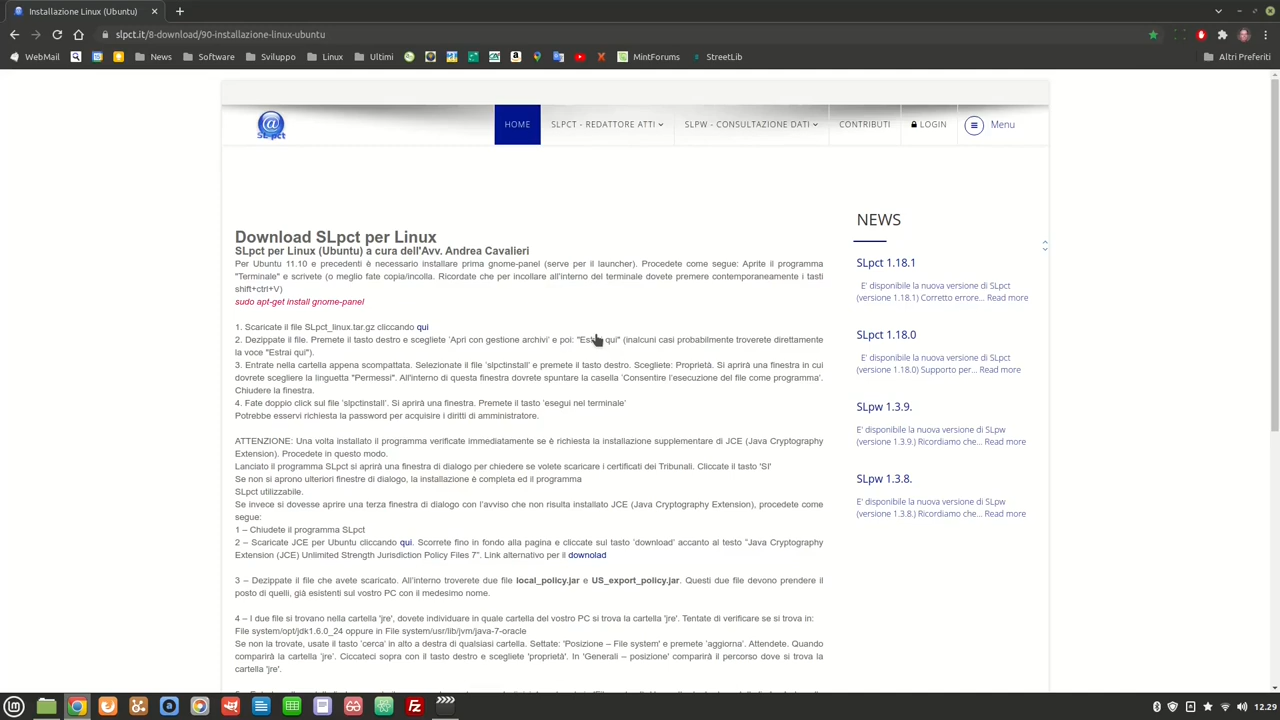 Installazione Linux (Ubuntu)
slpct.it/8-download/90-installazione-linux-ubuntu
WebMail News Software Sviluppo Linux Ultimi MintForums StreetLib Altri Preferiti
SLpct
HOME SLPCT - REDATTORE ATTI SLPW - CONSULTAZIONE DATI CONTRIBUTI LOGIN Menu
Download SLpct per Linux
SLpct per Linux (Ubuntu) a cura dell'Avv. Andrea Cavalieri
Per Ubuntu 11.10 e precedenti è necessario installare prima gnome-panel (serve per il launcher). Procedete come segue: Aprite il programma
"Terminale" e scrivete (o meglio fate copia/incolla. Ricordate che per incollare all'interno del terminale dovete premere contemporaneamente i tasti
shift+ctrl+V)
sudo apt-get install gnome-panel
1. Scaricate il file SLpct_linux.tar.gz cliccando qui
2. Dezippate il file. Premete il tasto destro e scegliete 'Apri con gestione archivi' e poi: "Estrai qui" (inalcuni casi probabilmente troverete direttamente
la voce "Estrai qui").
3. Entrate nella cartella appena scompattata. Selezionate il file 'slpctinstall' e premete il tasto destro. Scegliete: Proprietà. Si aprirà una finestra in cui
dovrete scegliere la linguetta "Permessi". All'interno di questa finestra dovrete spuntare la casella 'Consentire l'esecuzione del file come programma'.
Chiudere la finestra.
4. Fate doppio click sul file 'slpctinstall'. Si aprirà una finestra. Premete il tasto 'esegui nel terminale'
Potrebbe esservi richiesta la password per acquisire i diritti di amministratore.
ATTENZIONE: Una volta installato il programma verificate immediatamente se è richiesta la installazione supplementare di JCE (Java Cryptography
Extension). Procedete in questo modo.
Lanciato il programma SLpct si aprirà una finestra di dialogo per chiedere se volete scaricare i certificati dei Tribunali. Cliccate il tasto 'SI'
Se non si aprono ulteriori finestre di dialogo, la installazione è completa ed il programma
SLpct utilizzabile.
Se invece si dovesse aprire una terza finestra di dialogo con l'avviso che non risulta installato JCE (Java Cryptography Extension), procedete come
segue:
1 – Chiudete il programma SLpct
2 – Scaricate JCE per Ubuntu cliccando qui. Scorrete fino in fondo alla pagina e cliccate sul tasto 'download' accanto al testo "Java Cryptography
Extension (JCE) Unlimited Strength Jurisdiction Policy Files 7". Link alternativo per il downolad
3 – Dezippate il file che avete scaricato. All'interno troverete due file local_policy.jar e US_export_policy.jar. Questi due file devono prendere il
posto di quelli, già esistenti sul vostro PC con il medesimo nome.
4 – I due file si trovano nella cartella 'jre', dovete individuare in quale cartella del vostro PC si trova la cartella 'jre'. Tentate di verificare se si trova in:
File system/opt/jdk1.6.0_24 oppure in File system/usr/lib/jvm/java-7-oracle
Se non la trovate, usate il tasto 'cerca' in alto a destra di qualsiasi cartella. Settate: 'Posizione – File system' e premete 'aggiorna'. Attendete. Quando
comparirà la cartella 'jre'. Ciccateci sopra con il tasto destro e scegliete 'proprietà'. In 'Generali – posizione' comparirà il percorso dove si trova la
cartella 'jre'.
NEWS
SLpct 1.18.1
E' disponibile la nuova versione di SLpct
(versione 1.18.1) Corretto errore... Read more
SLpct 1.18.0
E' disponibile la nuova versione di SLpct
(versione 1.18.0) Supporto per... Read more
SLpw 1.3.9.
E' disponibile la nuova versione di SLpw
(versione 1.3.9.) Ricordiamo che... Read more
SLpw 1.3.8.
E' disponibile la nuova versione di SLpw
(versione 1.3.8.) Ricordiamo che... Read more
12.29